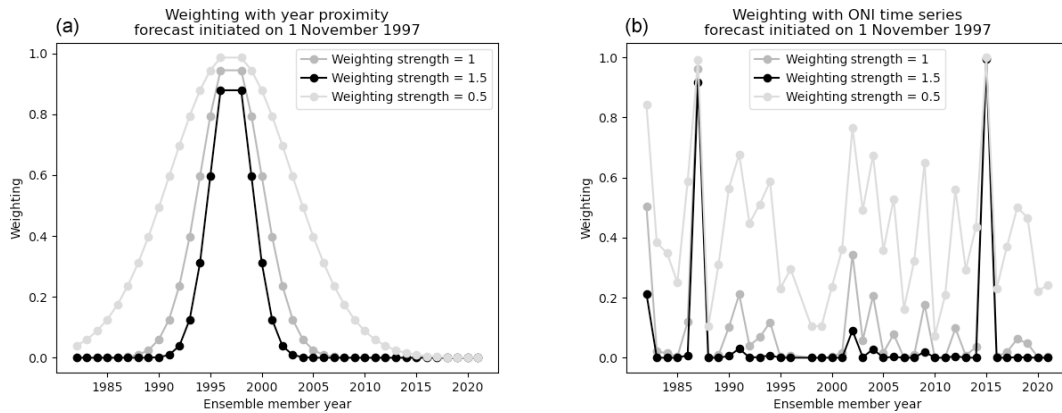 (a)
Weighting with year proximity
forecast initiated on 1 November 1997
Weighting strength = 1
Weighting strength = 1.5
Weighting strength = 0.5
1.0
0.8
0.6
0.4
0.2
0.0
Weighting
1985 1990 1995 2000 2005 2010 2015 2020
Ensemble member year
(b)
Weighting with ONI time series
forecast initiated on 1 November 1997
Weighting strength = 1
Weighting strength = 1.5
Weighting strength = 0.5
1.0
0.8
0.6
0.4
0.2
0.0
Weighting
1985 1990 1995 2000 2005 2010 2015 2020
Ensemble member year